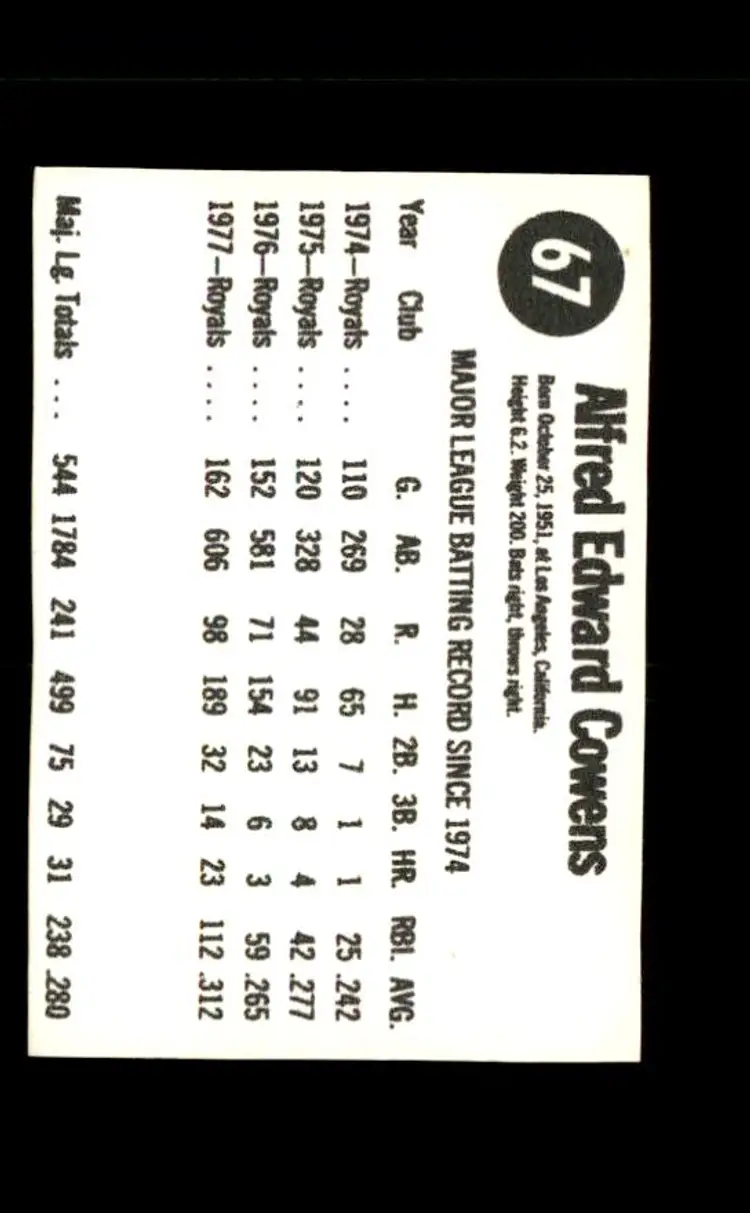 67
Alfred Edward Cowens
Born October 25, 1951, at Los Angeles, California.
Height 6.2. Weight 200. Bats right, throws right.
MAJOR LEAGUE BATTING RECORD SINCE 1974
Year Club G. AB. R. H. 2B. 3B. HR. RBI. AVG.
1974—Royals .... 110 269 28 65 7 1 1 25 .242
1975—Royals .... 120 328 44 91 13 8 4 42 .277
1976—Royals .... 152 581 71 154 23 6 3 59 .265
1977—Royals .... 162 606 98 189 32 14 23 112 .312
Maj. Lg. Totals ... 544 1784 241 499 75 29 31 238 .280